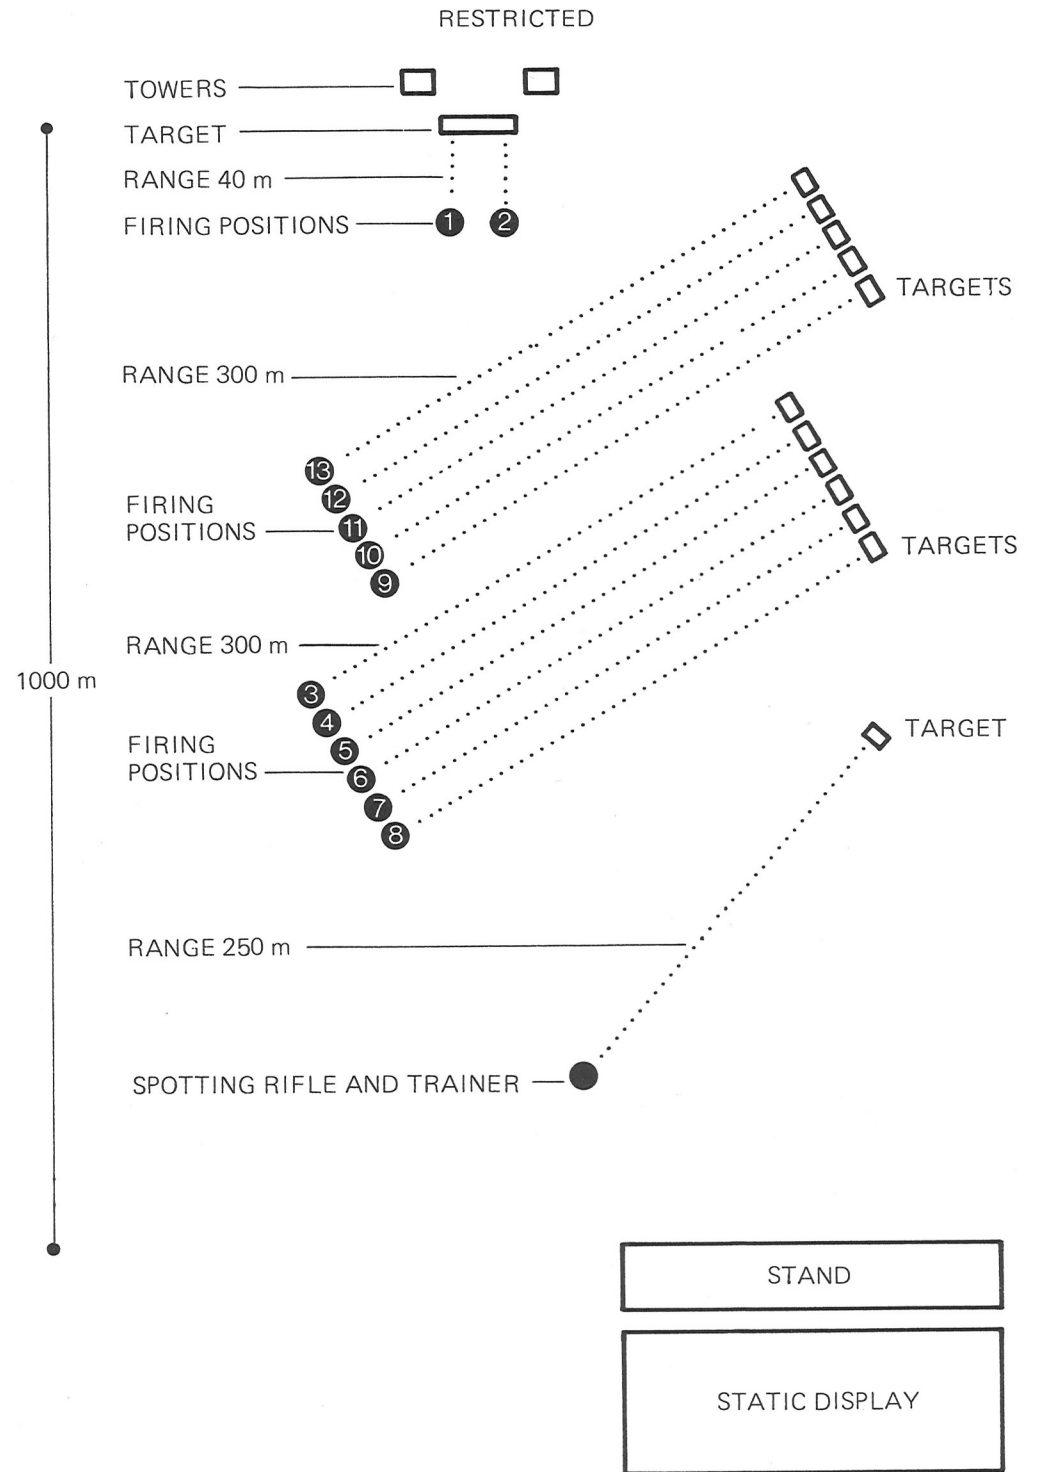 RESTRICTED
TOWERS
TARGET
RANGE 40 m
FIRING POSITIONS
1 2
TARGETS
RANGE 300 m
13
12
11
10
9
FIRING
POSITIONS
TARGETS
RANGE 300 m
1000 m
3
4
5
6
7
8
FIRING
POSITIONS
TARGET
RANGE 250 m
SPOTTING RIFLE AND TRAINER
STAND
STATIC DISPLAY